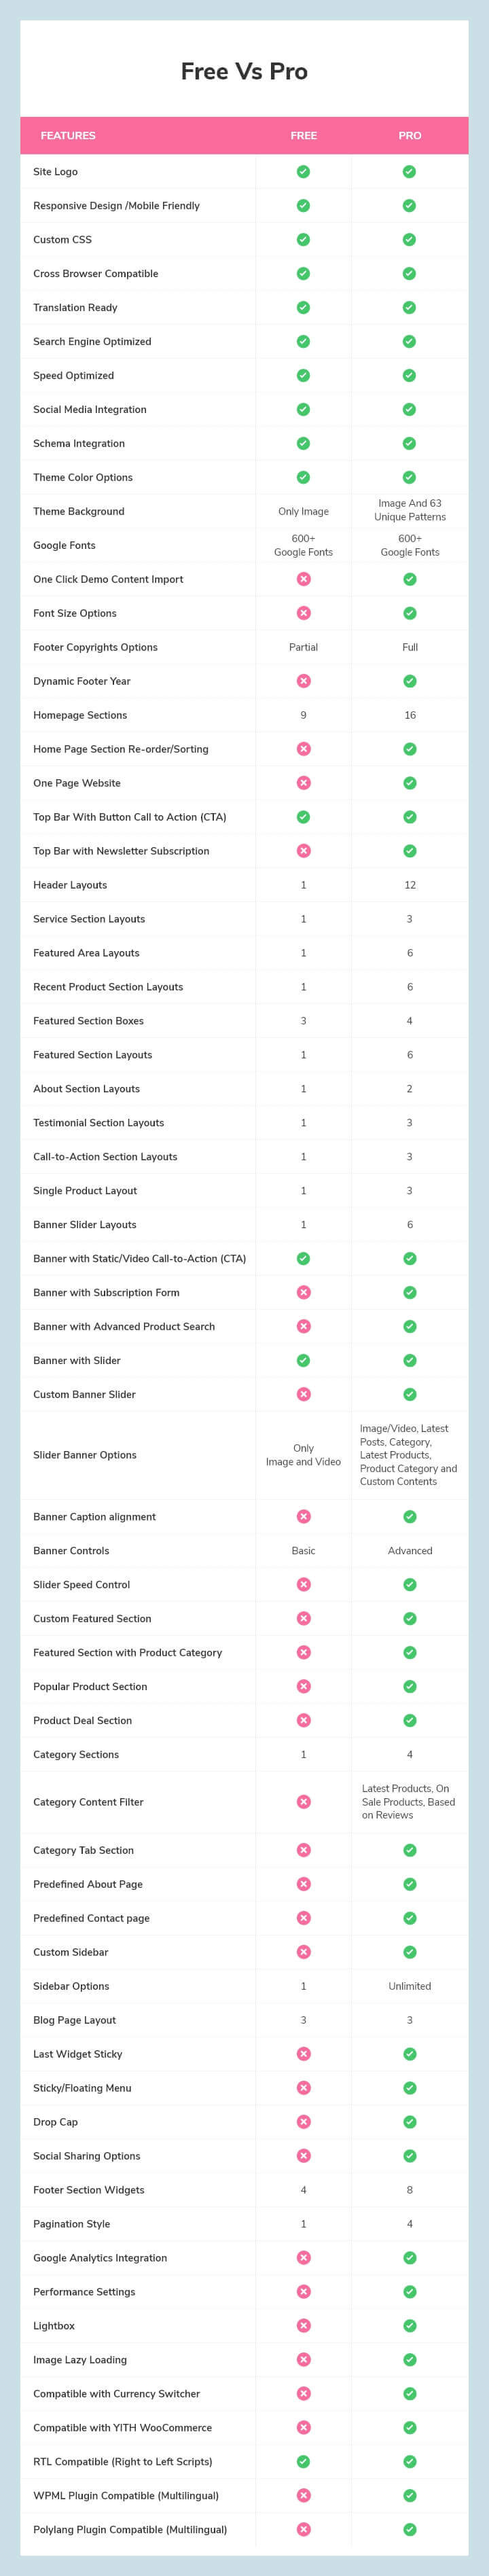 Free Vs Pro
FEATURES FREE PRO
Site Logo
Responsive Design /Mobile Friendly
Custom CSS
Cross Browser Compatible
Translation Ready
Search Engine Optimized
Speed Optimized
Social Media Integration
Schema Integration
Theme Color Options
Theme Background Only Image Image And 63
Unique Patterns
Google Fonts 600+ 600+
Google Fonts Google Fonts
One Click Demo Content Import
Font Size Options
Footer Copyrights Options Partial Full
Dynamic Footer Year
Homepage Sections 9 16
Home Page Section Re-order/Sorting
One Page Website
Top Bar With Button Call to Action (CTA)
Top Bar with Newsletter Subscription
Header Layouts 1 12
Service Section Layouts 1 3
Featured Area Layouts 1 6
Recent Product Section Layouts 1 6
Featured Section Boxes 3 4
Featured Section Layouts 1 6
About Section Layouts 1 2
Testimonial Section Layouts 1 3
Call-to-Action Section Layouts 1 3
Single Product Layout 1 3
Banner Slider Layouts 1 6
Banner with Static/Video Call-to-Action (CTA)
Banner with Subscription Form
Banner with Advanced Product Search
Banner with Slider
Custom Banner Slider
Slider Banner Options
Only
Image and Video
Image/Video, Latest
Posts, Category,
Latest Products,
Product Category and
Custom Contents
Banner Caption alignment
Banner Controls Basic Advanced
Slider Speed Control
Custom Featured Section
Featured Section with Product Category
Popular Product Section
Product Deal Section
Category Sections 1 4
Category Content Filter
Latest Products, On
Sale Products, Based
on Reviews
Category Tab Section
Predefined About Page
Predefined Contact page
Custom Sidebar
Sidebar Options 1 Unlimited
Blog Page Layout 3 3
Last Widget Sticky
Sticky/Floating Menu
Drop Cap
Social Sharing Options
Footer Section Widgets 4 8
Pagination Style 1 4
Google Analytics Integration
Performance Settings
Lightbox
Image Lazy Loading
Compatible with Currency Switcher
Compatible with YITH WooCommerce
RTL Compatible (Right to Left Scripts)
WPML Plugin Compatible (Multilingual)
Polylang Plugin Compatible (Multilingual)